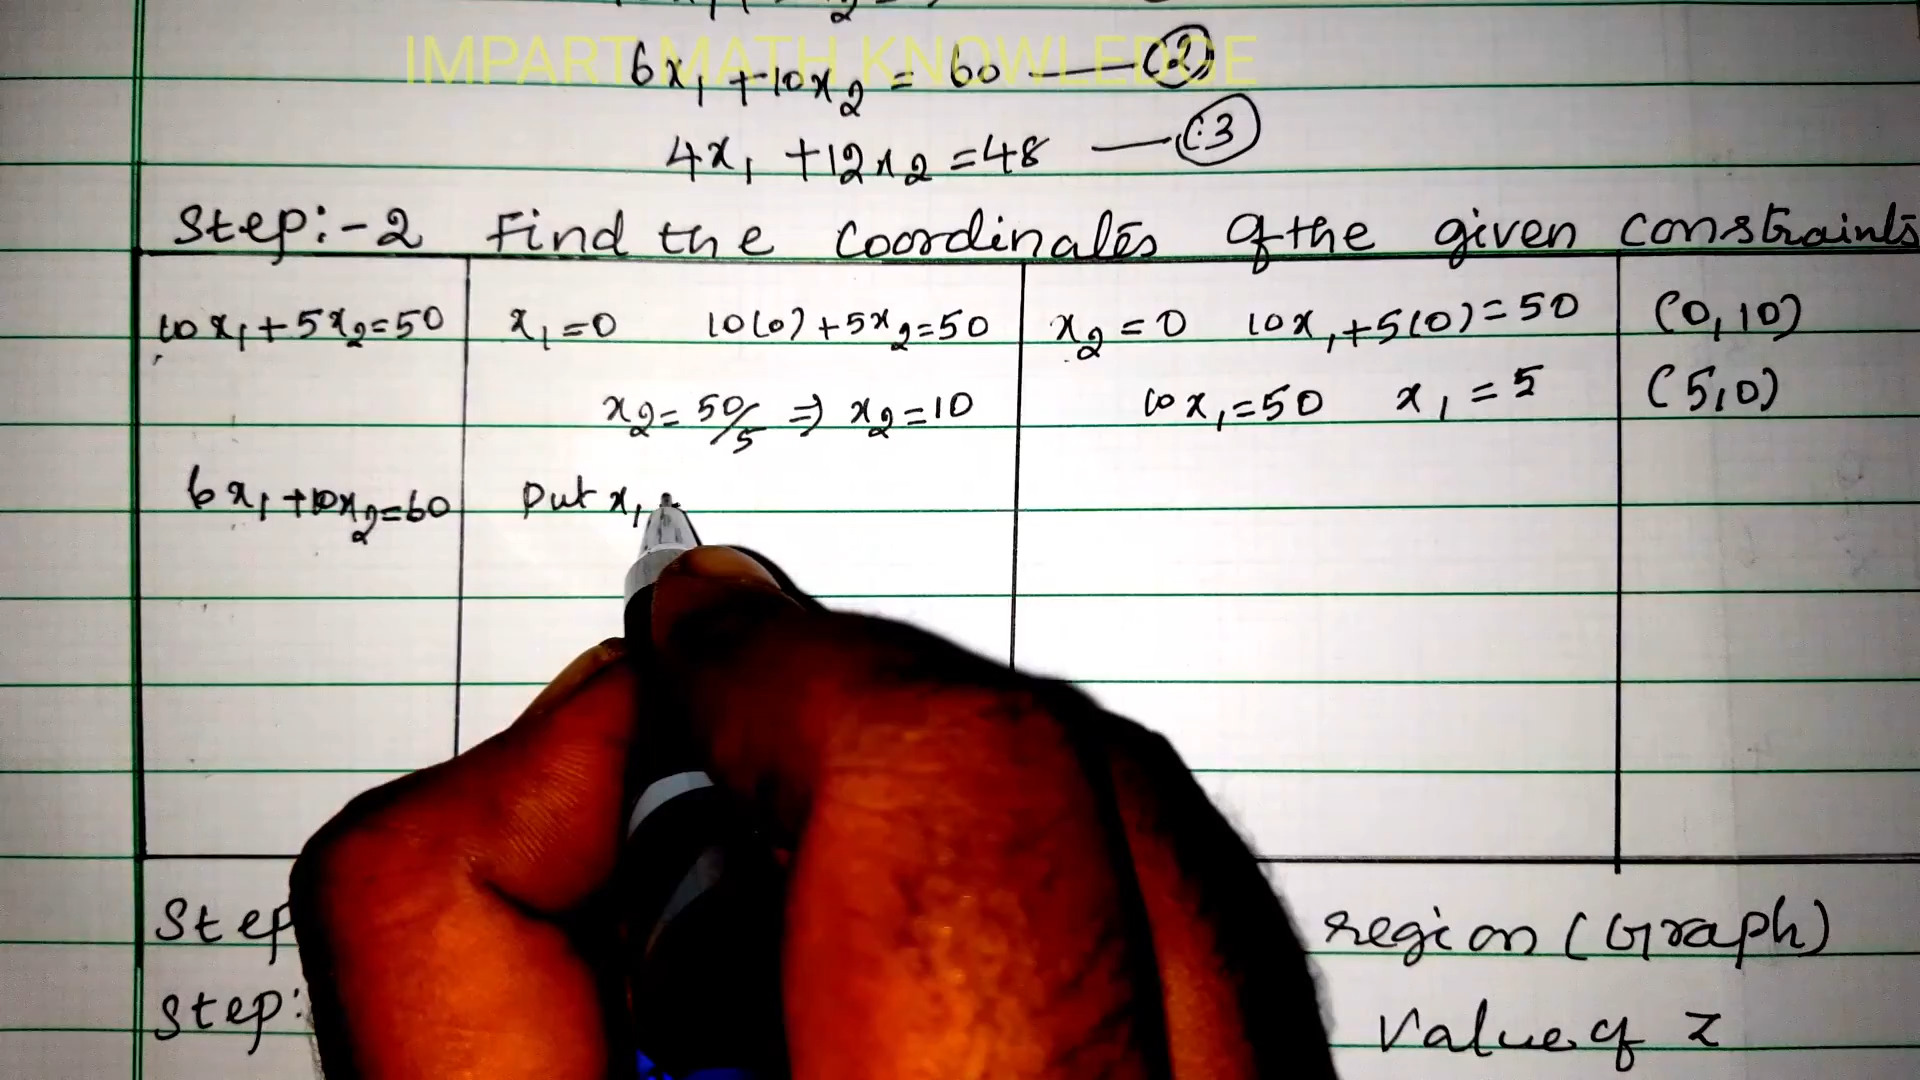 IMPART MATH KNOWLEDGE
6x₁ + 10x₂ = 60 — (2)
4x₁ + 12x₂ = 48 — (3)
Step:-2 Find the coordinates of the given constraints
10x₁ + 5x₂ = 50 x₁ = 0 10(0) + 5x₂ = 50 x₂ = 0 10x₁ + 5(0) = 50 (0,10)
x₂ = 50/5 ⇒ x₂ = 10 10x₁ = 50 x₁ = 5 (5,0)
6x₁ + 10x₂ = 60 Put x₁
Step region (Graph)
Step: Value of Z